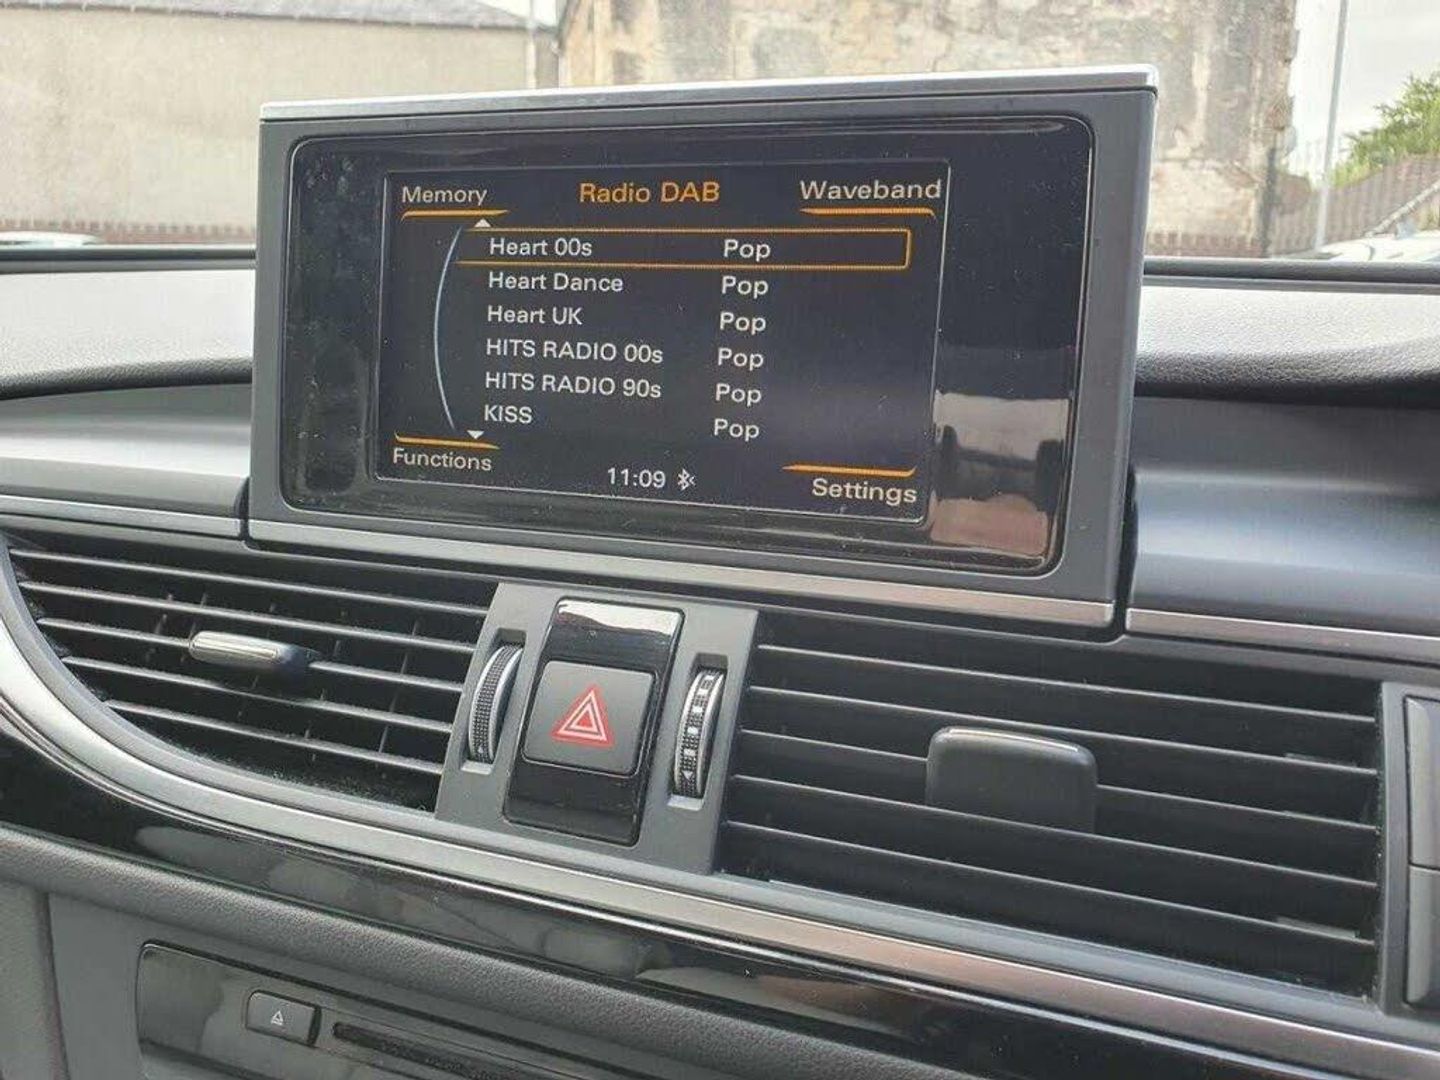 Memory Radio DAB Waveband
Heart 00s Pop
Heart Dance Pop
Heart UK Pop
HITS RADIO 00s Pop
HITS RADIO 90s Pop
KISS Pop
Functions 11:09 Settings